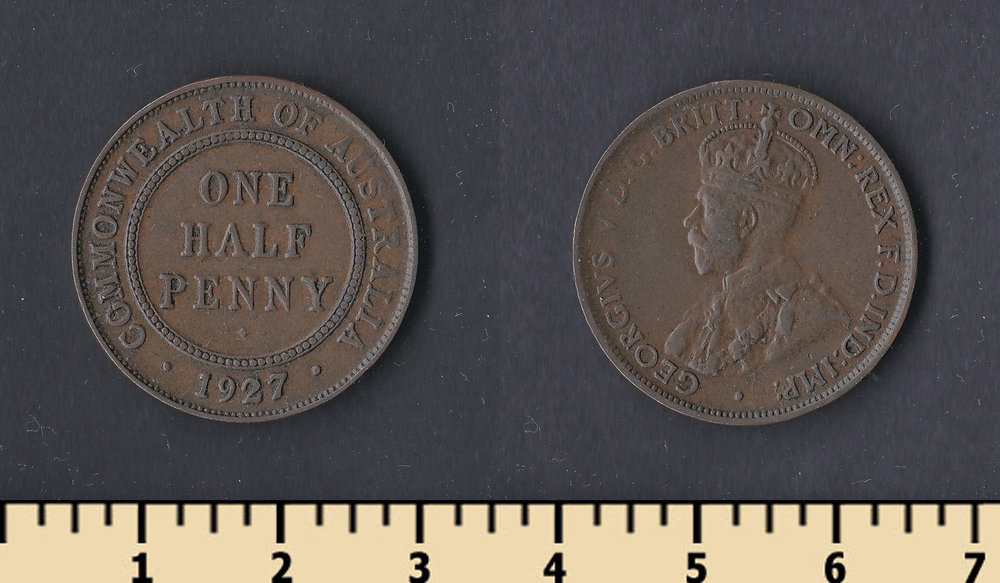 COMMONWEALTH OF AUSTRALIA
ONE
HALF
PENNY
· 1927 ·
GEORGIVS V D.G. BRITT: OMN: REX F.D. IND: IMP:
1 2 3 4 5 6 7